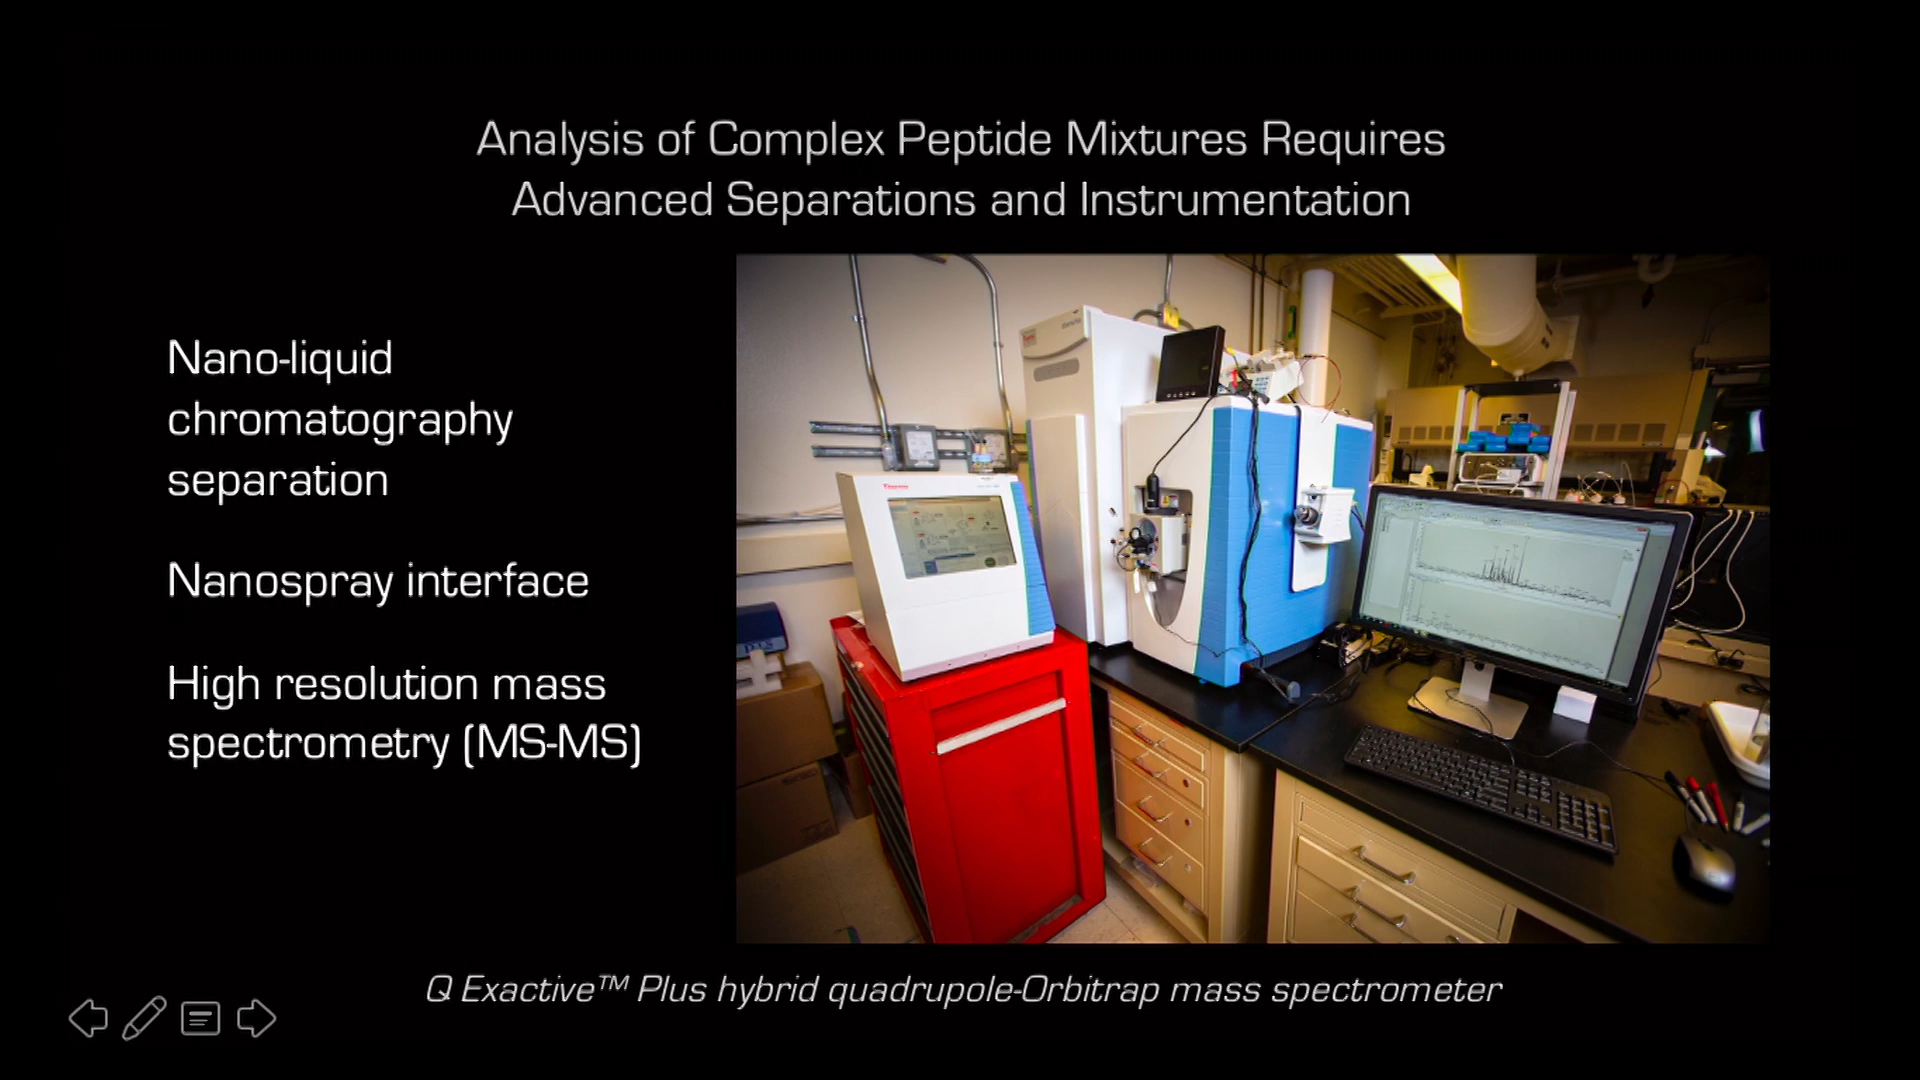 Analysis of Complex Peptide Mixtures Requires
Advanced Separations and Instrumentation
Nano-liquid
chromatography
separation
Nanospray interface
High resolution mass
spectrometry (MS-MS)
Thermo
Q Exactive™ Plus hybrid quadrupole-Orbitrap mass spectrometer